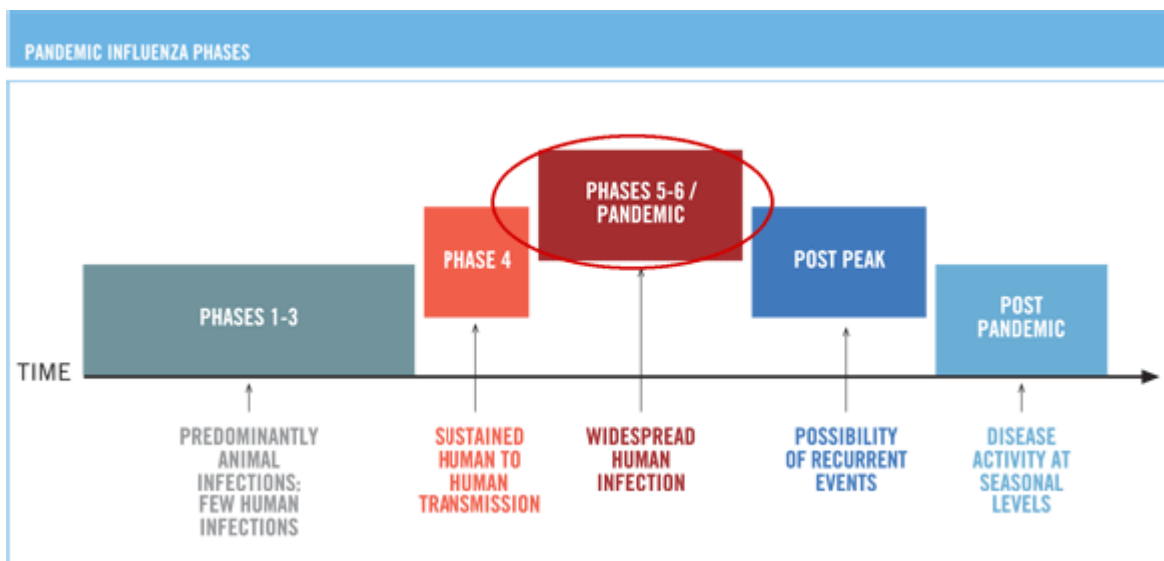 PANDEMIC INFLUENZA PHASES
PHASES 5-6 /
PANDEMIC
PHASE 4
POST PEAK
PHASES 1-3
POST
PANDEMIC
TIME
PREDOMINANTLY
ANIMAL
INFECTIONS:
FEW HUMAN
INFECTIONS
SUSTAINED
HUMAN TO
HUMAN
TRANSMISSION
WIDESPREAD
HUMAN
INFECTION
POSSIBILITY
OF RECURRENT
EVENTS
DISEASE
ACTIVITY AT
SEASONAL
LEVELS